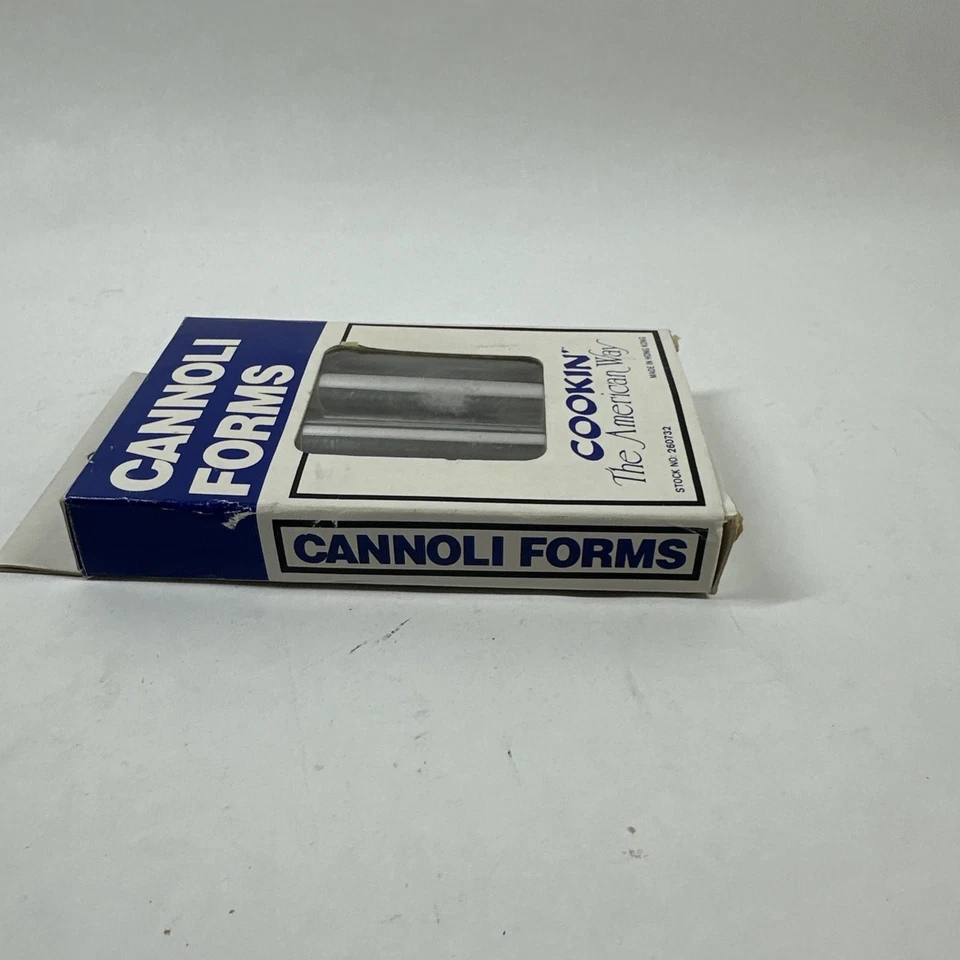 CANNOLI
FORMS
COOKIN'
The American Way
STOCK NO: 260732
MADE IN HONG KONG
CANNOLI FORMS